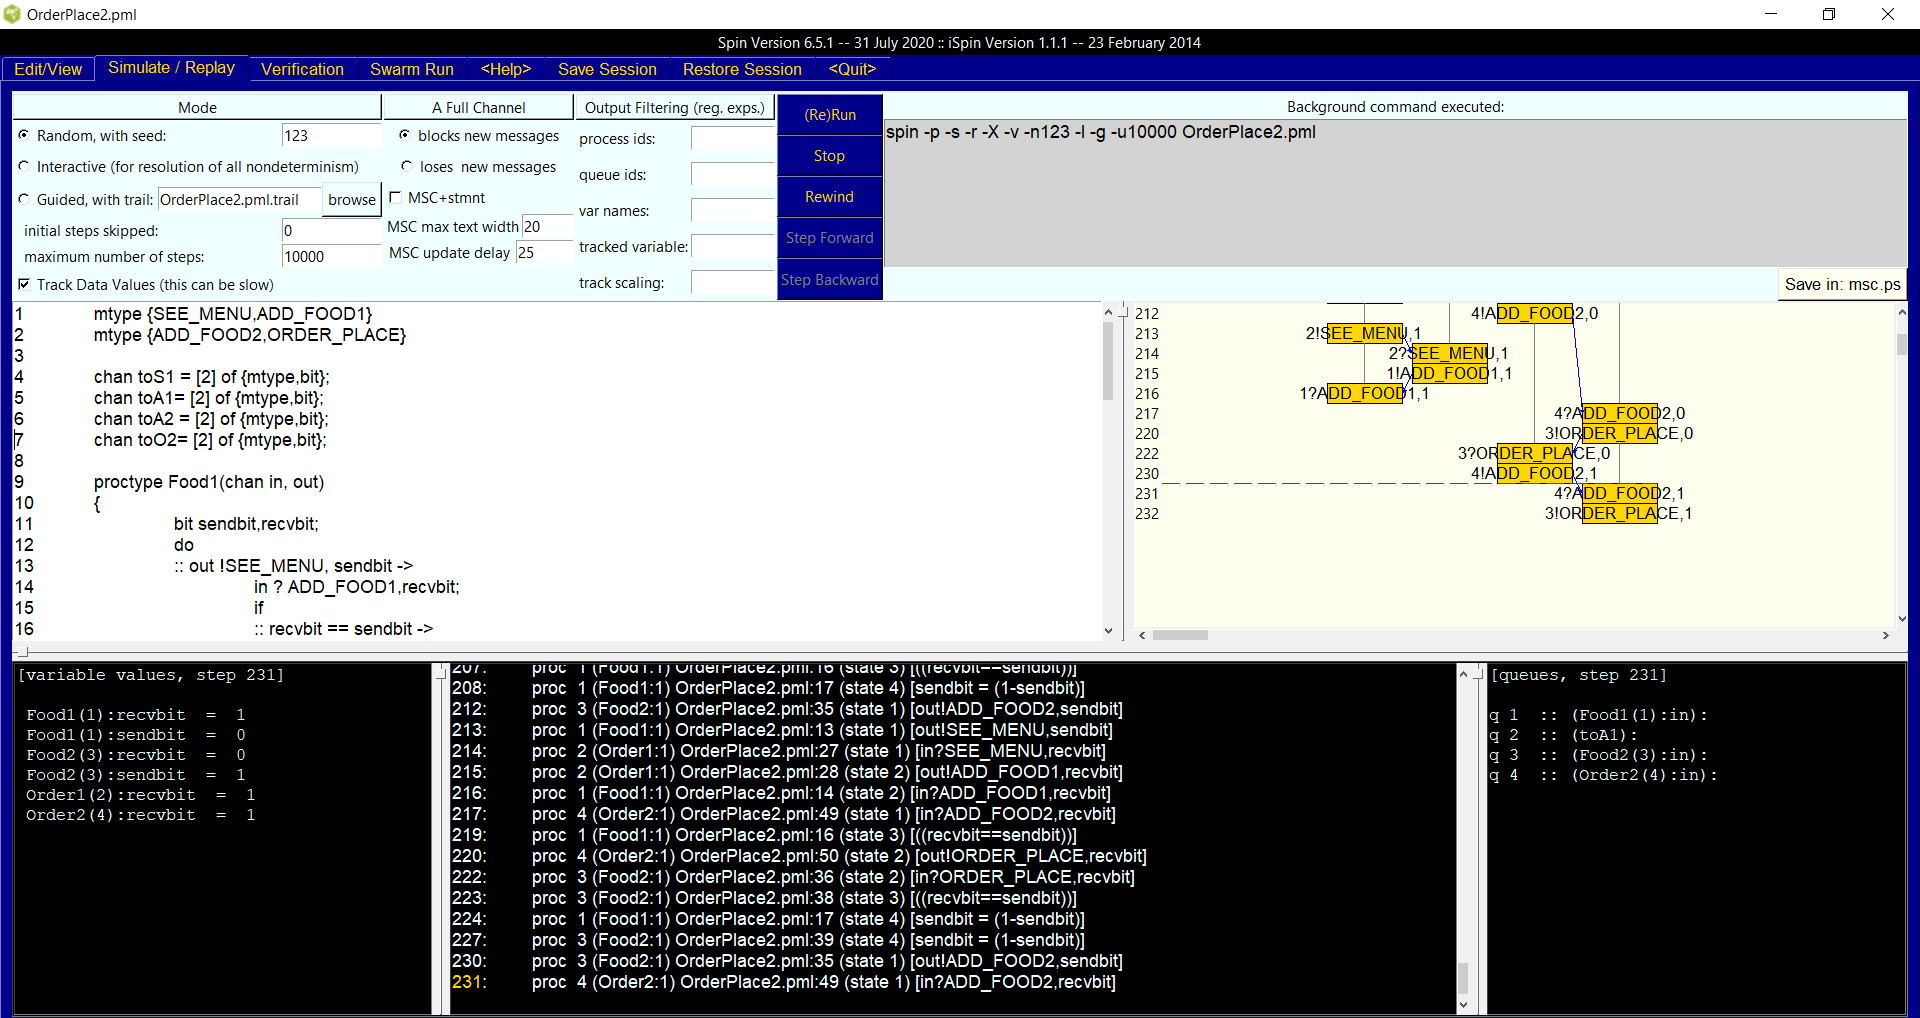 OrderPlace2.pml
Spin Version 6.5.1 -- 31 July 2020 :: iSpin Version 1.1.1 -- 23 February 2014
Edit/View Simulate / Replay Verification Swarm Run <Help> Save Session Restore Session <Quit>
Mode
Random, with seed: 123
Interactive (for resolution of all nondeterminism)
Guided, with trail: OrderPlace2.pml.trail browse
initial steps skipped: 0
maximum number of steps: 10000
Track Data Values (this can be slow)
A Full Channel
blocks new messages
loses new messages
MSC+stmnt
MSC max text width 20
MSC update delay 25
Output Filtering (reg. exps.)
process ids:
queue ids:
var names:
tracked variable:
track scaling:
(Re)Run
Stop
Rewind
Step Forward
Step Backward
Background command executed:
spin -p -s -r -X -v -n123 -l -g -u10000 OrderPlace2.pml
Save in: msc.ps
1 mtype {SEE_MENU,ADD_FOOD1}
2 mtype {ADD_FOOD2,ORDER_PLACE}
3
4 chan toS1 = [2] of {mtype,bit};
5 chan toA1= [2] of {mtype,bit};
6 chan toA2 = [2] of {mtype,bit};
7 chan toO2= [2] of {mtype,bit};
8
9 proctype Food1(chan in, out)
10 {
11 bit sendbit,recvbit;
12 do
13 :: out !SEE_MENU, sendbit ->
14 in ? ADD_FOOD1,recvbit;
15 if
16 :: recvbit == sendbit ->
212 4!ADD_FOOD2,0
213 2!SEE_MENU,1
214 2?SEE_MENU,1
215 1!ADD_FOOD1,1
216 1?ADD_FOOD1,1
217 4?ADD_FOOD2,0
220 3!ORDER_PLACE,0
222 3?ORDER_PLACE,0
230 4!ADD_FOOD2,1
231 4?ADD_FOOD2,1
232 3!ORDER_PLACE,1
[variable values, step 231]
Food1(1):recvbit = 1
Food1(1):sendbit = 0
Food2(3):recvbit = 0
Food2(3):sendbit = 1
Order1(2):recvbit = 1
Order2(4):recvbit = 1
207: proc 1 (Food1:1) OrderPlace2.pml:16 (state 3) [((recvbit==sendbit))]
208: proc 1 (Food1:1) OrderPlace2.pml:17 (state 4) [sendbit = (1-sendbit)]
212: proc 3 (Food2:1) OrderPlace2.pml:35 (state 1) [out!ADD_FOOD2,sendbit]
213: proc 1 (Food1:1) OrderPlace2.pml:13 (state 1) [out!SEE_MENU,sendbit]
214: proc 2 (Order1:1) OrderPlace2.pml:27 (state 1) [in?SEE_MENU,recvbit]
215: proc 2 (Order1:1) OrderPlace2.pml:28 (state 2) [out!ADD_FOOD1,recvbit]
216: proc 1 (Food1:1) OrderPlace2.pml:14 (state 2) [in?ADD_FOOD1,recvbit]
217: proc 4 (Order2:1) OrderPlace2.pml:49 (state 1) [in?ADD_FOOD2,recvbit]
219: proc 1 (Food1:1) OrderPlace2.pml:16 (state 3) [((recvbit==sendbit))]
220: proc 4 (Order2:1) OrderPlace2.pml:50 (state 2) [out!ORDER_PLACE,recvbit]
222: proc 3 (Food2:1) OrderPlace2.pml:36 (state 2) [in?ORDER_PLACE,recvbit]
223: proc 3 (Food2:1) OrderPlace2.pml:38 (state 3) [((recvbit==sendbit))]
224: proc 1 (Food1:1) OrderPlace2.pml:17 (state 4) [sendbit = (1-sendbit)]
227: proc 3 (Food2:1) OrderPlace2.pml:39 (state 4) [sendbit = (1-sendbit)]
230: proc 3 (Food2:1) OrderPlace2.pml:35 (state 1) [out!ADD_FOOD2,sendbit]
231: proc 4 (Order2:1) OrderPlace2.pml:49 (state 1) [in?ADD_FOOD2,recvbit]
[queues, step 231]
q 1 :: (Food1(1):in):
q 2 :: (toA1):
q 3 :: (Food2(3):in):
q 4 :: (Order2(4):in):